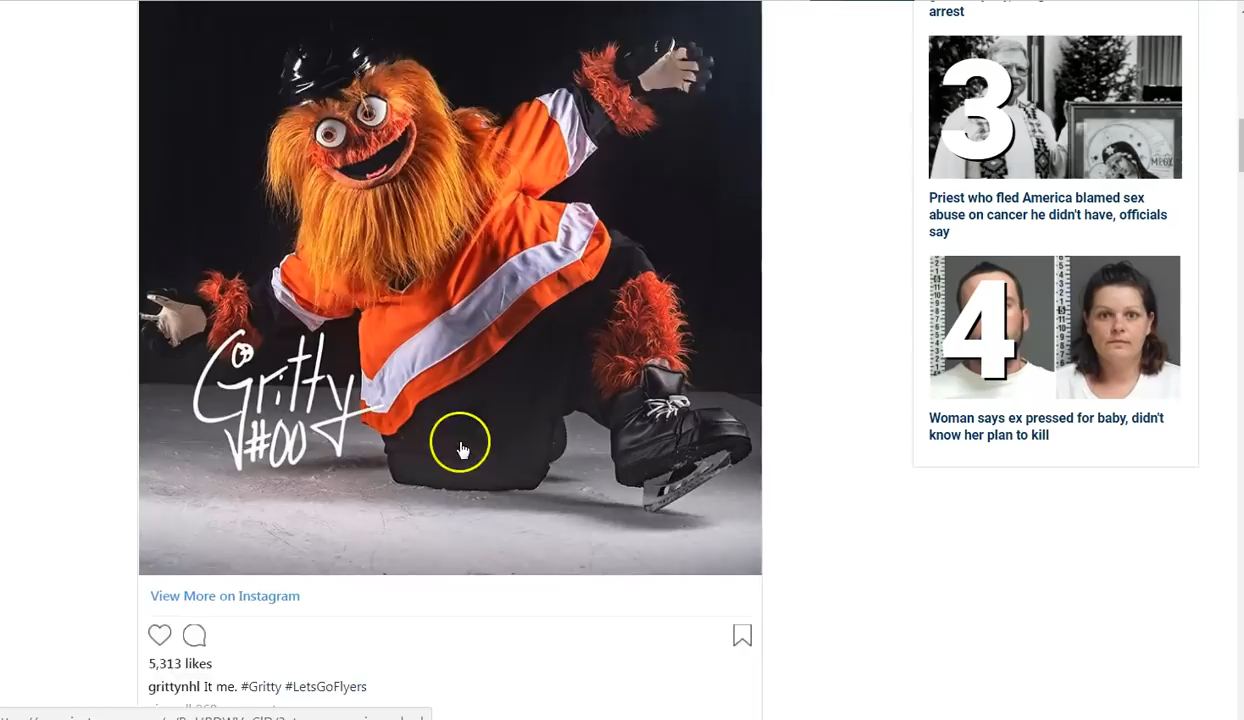 Gritty
#00
View More on Instagram
5,313 likes
grittynhl It me. #Gritty #LetsGoFlyers
arrest
3
Priest who fled America blamed sex
abuse on cancer he didn't have, officials
say
4
Woman says ex pressed for baby, didn't
know her plan to kill